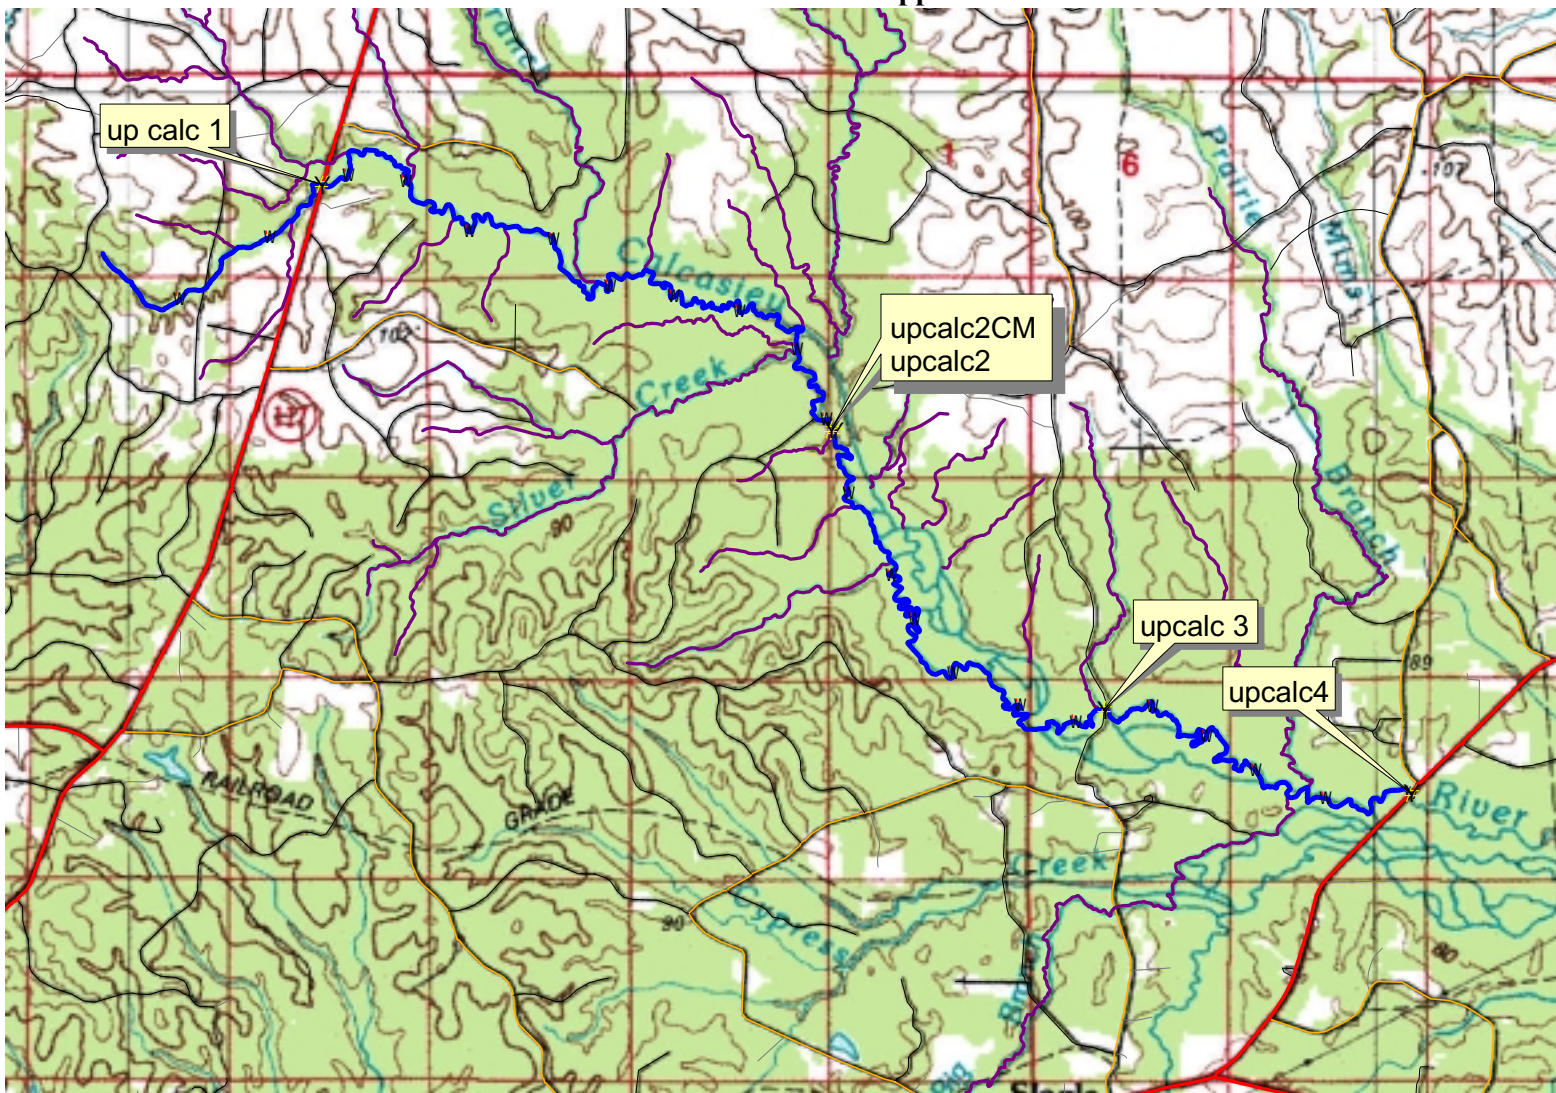 up calc 1
1
6
Prairie
107
Mims
100
Calcasieu
upcalc2CM
upcalc2
102
Creek
Silver
90
Branch
upcalc 3
89
upcalc4
RAILROAD
GRADE
River
Creek
Cypress
90
80
Big